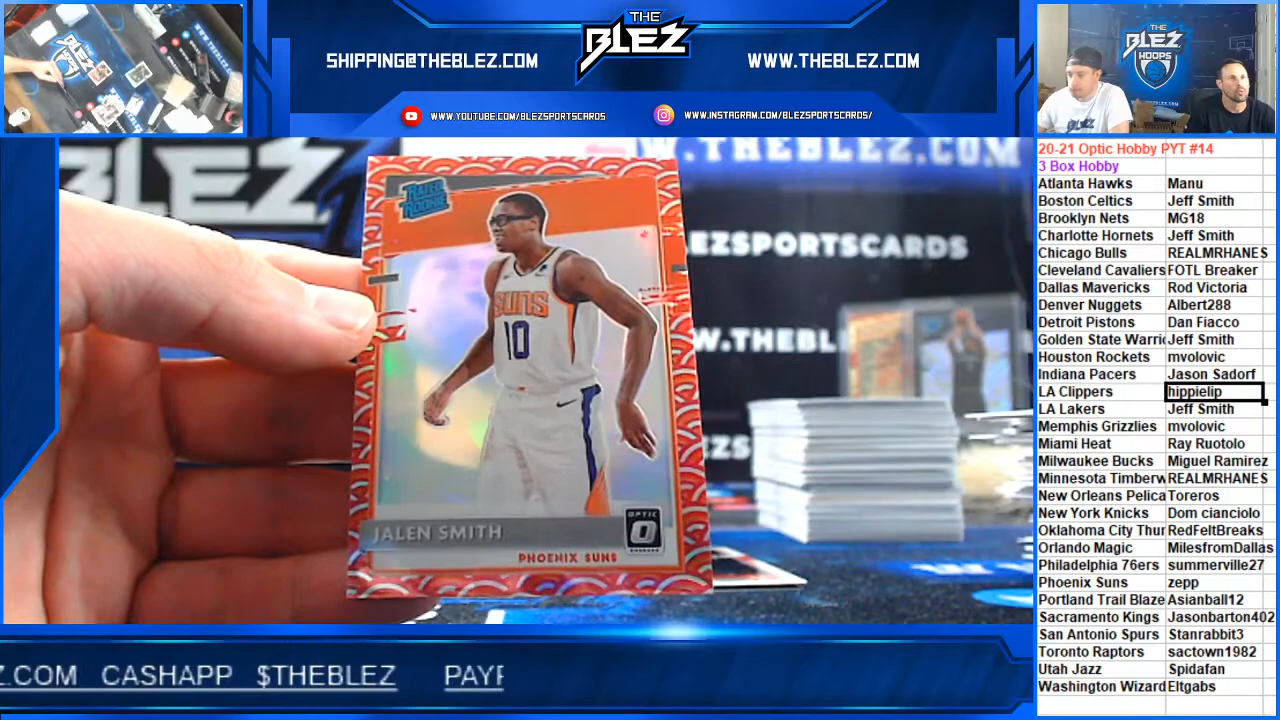 SHIPPING@THEBLEZ.COM
THE
BLEZ
WWW.THEBLEZ.COM
WWW.YOUTUBE.COM/BLEZSPORTSCARDS
WWW.INSTAGRAM.COM/BLEZSPORTSCARDS/
THE
BLEZ
HOOPS
BLEZ
W.THEBLEZ.COM
LEZSPORTSCARDS
W.THEB
RATED
ROOKIE
SUNS
10
JALEN SMITH
OPTIC
PHOENIX SUNS
Z.COM CASHAPP $THEBLEZ PAYP
20-21 Optic Hobby PYT #14
3 Box Hobby
Atlanta Hawks Manu
Boston Celtics Jeff Smith
Brooklyn Nets MG18
Charlotte Hornets Jeff Smith
Chicago Bulls REALMRHANES
Cleveland Cavaliers FOTL Breaker
Dallas Mavericks Rod Victoria
Denver Nuggets Albert288
Detroit Pistons Dan Fiacco
Golden State Warri Jeff Smith
Houston Rockets mvolovic
Indiana Pacers Jason Sadorf
LA Clippers hippielip
LA Lakers Jeff Smith
Memphis Grizzlies mvolovic
Miami Heat Ray Ruotolo
Milwaukee Bucks Miguel Ramirez
Minnesota Timberw REALMRHANES
New Orleans Pelica Toreros
New York Knicks Dom cianciolo
Oklahoma City Thun RedFeltBreaks
Orlando Magic MilesfromDallas
Philadelphia 76ers summerville27
Phoenix Suns zepp
Portland Trail Blaze Asianball12
Sacramento Kings Jasonbarton402
San Antonio Spurs Stanrabbit3
Toronto Raptors sactown1982
Utah Jazz Spidafan
Washington Wizard Eltgabs